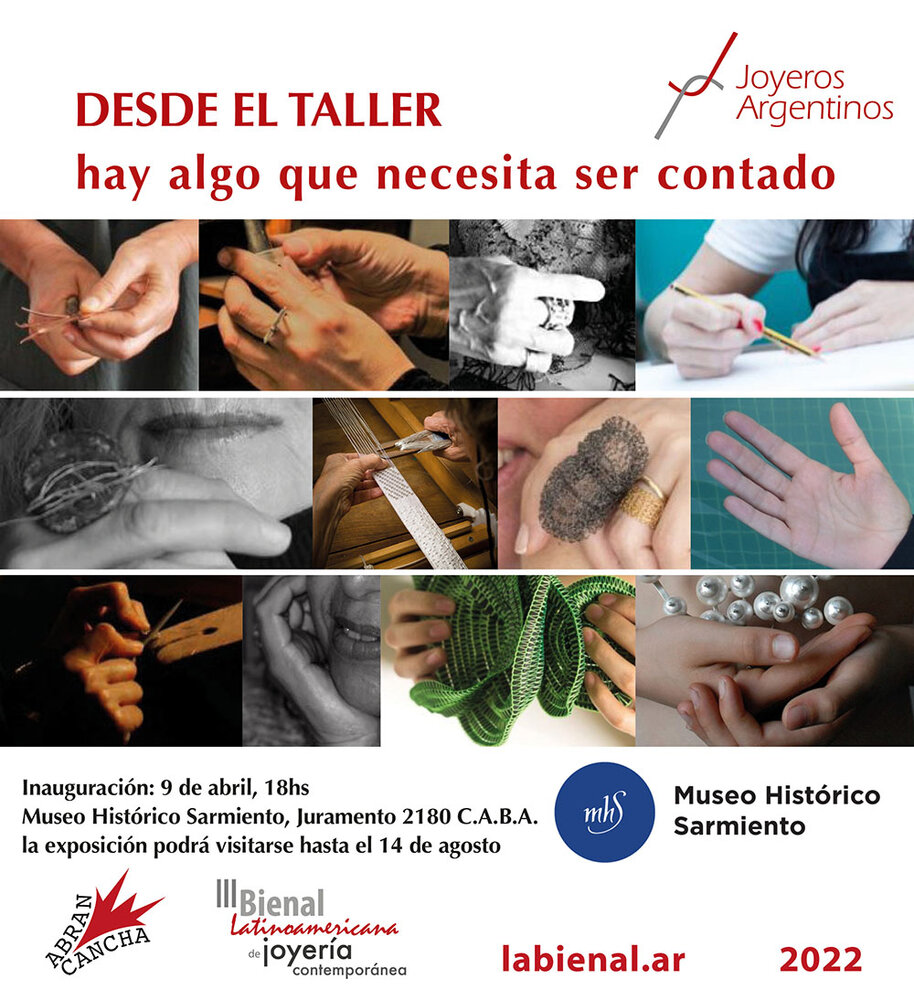 Joyeros
Argentinos
DESDE EL TALLER
hay algo que necesita ser contado
Inauguración: 9 de abril, 18hs
Museo Histórico Sarmiento, Juramento 2180 C.A.B.A.
la exposición podrá visitarse hasta el 14 de agosto
mhS
Museo Histórico
Sarmiento
ABRAN
CANCHA
III Bienal
Latinoamericana
de joyería
contemporánea
labienal.ar
2022